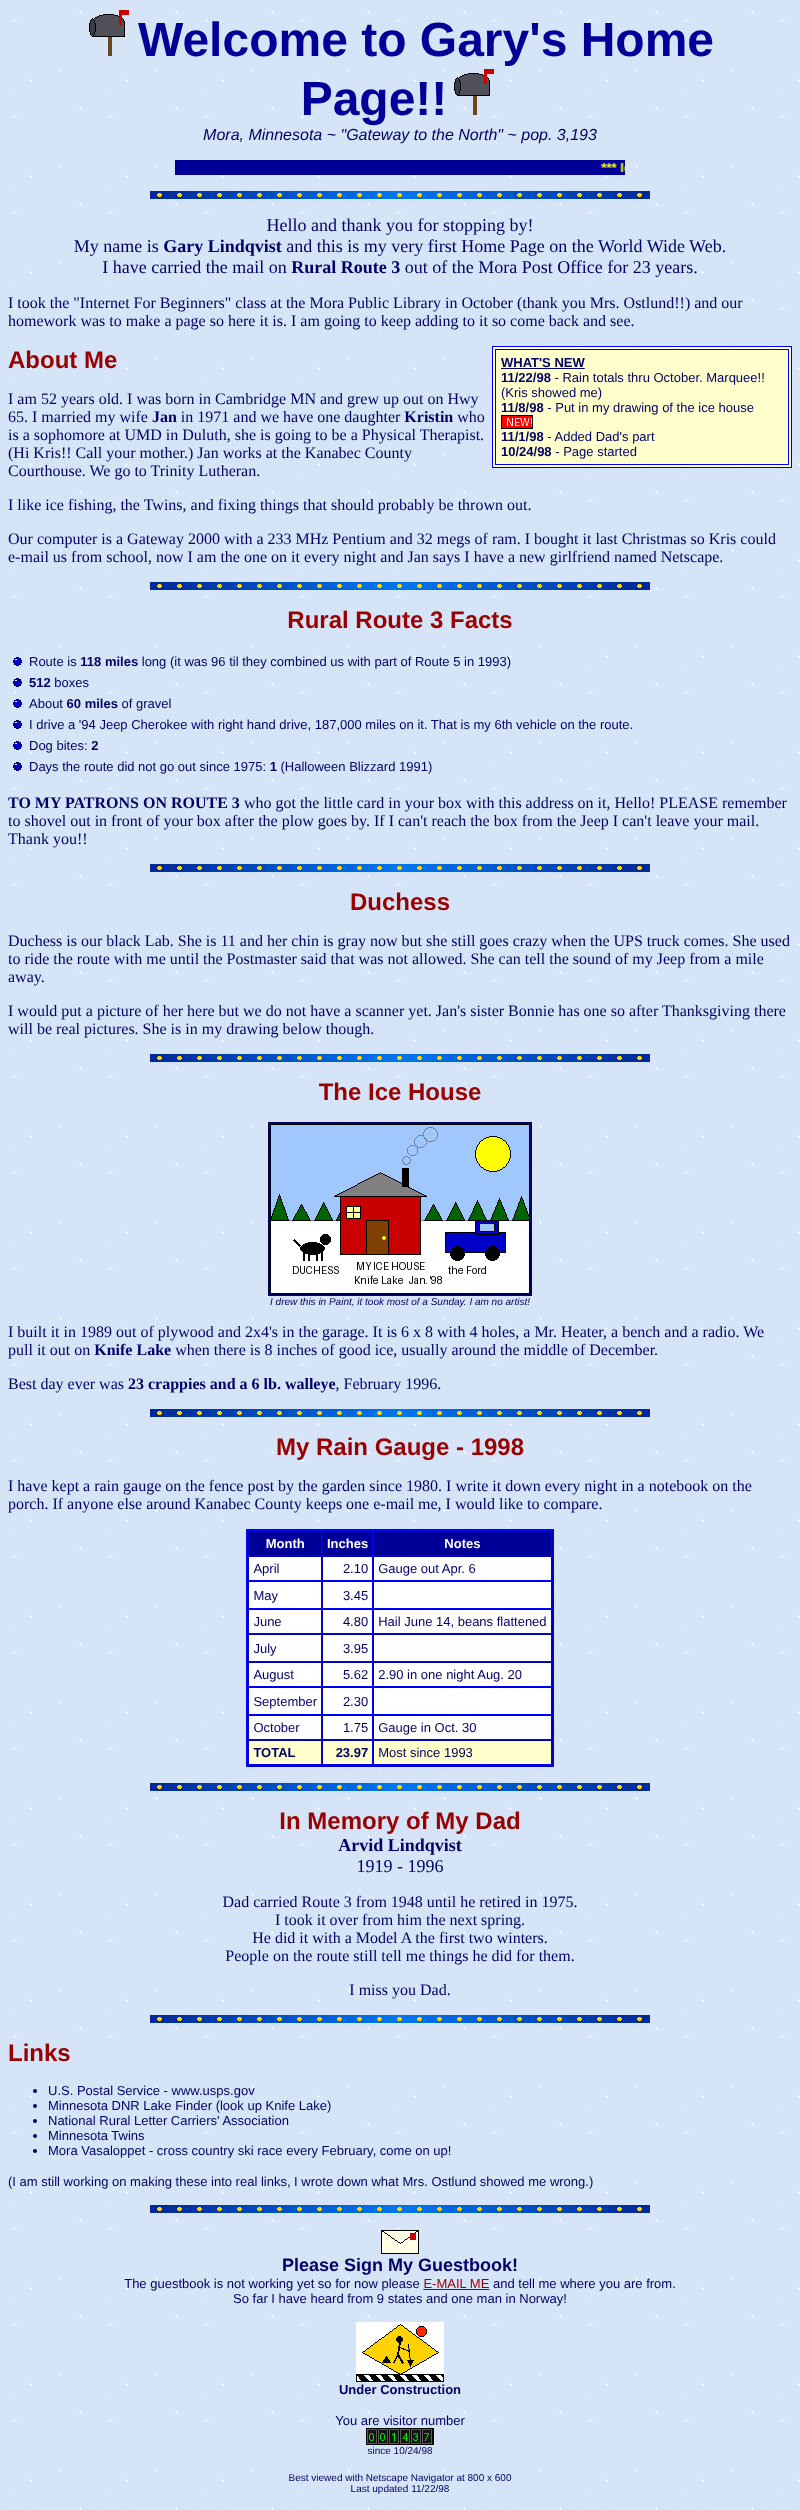 Welcome to Gary's Home
Page!!
Mora, Minnesota ~ "Gateway to the North" ~ pop. 3,193
***
Hello and thank you for stopping by!
My name is Gary Lindqvist and this is my very first Home Page on the World Wide Web.
I have carried the mail on Rural Route 3 out of the Mora Post Office for 23 years.
I took the "Internet For Beginners" class at the Mora Public Library in October (thank you Mrs. Ostlund!!) and our
homework was to make a page so here it is. I am going to keep adding to it so come back and see.
About Me
I am 52 years old. I was born in Cambridge MN and grew up out on Hwy
65. I married my wife Jan in 1971 and we have one daughter Kristin who
is a sophomore at UMD in Duluth, she is going to be a Physical Therapist.
(Hi Kris!! Call your mother.) Jan works at the Kanabec County
Courthouse. We go to Trinity Lutheran.
WHAT'S NEW
11/22/98 - Rain totals thru October. Marquee!!
(Kris showed me)
11/8/98 - Put in my drawing of the ice house
NEW!
11/1/98 - Added Dad's part
10/24/98 - Page started
I like ice fishing, the Twins, and fixing things that should probably be thrown out.
Our computer is a Gateway 2000 with a 233 MHz Pentium and 32 megs of ram. I bought it last Christmas so Kris could
e-mail us from school, now I am the one on it every night and Jan says I have a new girlfriend named Netscape.
Rural Route 3 Facts
Route is 118 miles long (it was 96 til they combined us with part of Route 5 in 1993)
512 boxes
About 60 miles of gravel
I drive a '94 Jeep Cherokee with right hand drive, 187,000 miles on it. That is my 6th vehicle on the route.
Dog bites: 2
Days the route did not go out since 1975: 1 (Halloween Blizzard 1991)
TO MY PATRONS ON ROUTE 3 who got the little card in your box with this address on it, Hello! PLEASE remember
to shovel out in front of your box after the plow goes by. If I can't reach the box from the Jeep I can't leave your mail.
Thank you!!
Duchess
Duchess is our black Lab. She is 11 and her chin is gray now but she still goes crazy when the UPS truck comes. She used
to ride the route with me until the Postmaster said that was not allowed. She can tell the sound of my Jeep from a mile
away.
I would put a picture of her here but we do not have a scanner yet. Jan's sister Bonnie has one so after Thanksgiving there
will be real pictures. She is in my drawing below though.
The Ice House
DUCHESS
MY ICE HOUSE
the Ford
Knife Lake Jan. '98
I drew this in Paint, it took most of a Sunday. I am no artist!
I built it in 1989 out of plywood and 2x4's in the garage. It is 6 x 8 with 4 holes, a Mr. Heater, a bench and a radio. We
pull it out on Knife Lake when there is 8 inches of good ice, usually around the middle of December.
Best day ever was 23 crappies and a 6 lb. walleye, February 1996.
My Rain Gauge - 1998
I have kept a rain gauge on the fence post by the garden since 1980. I write it down every night in a notebook on the
porch. If anyone else around Kanabec County keeps one e-mail me, I would like to compare.
Month Inches Notes
April 2.10 Gauge out Apr. 6
May 3.45
June 4.80 Hail June 14, beans flattened
July 3.95
August 5.62 2.90 in one night Aug. 20
September 2.30
October 1.75 Gauge in Oct. 30
TOTAL 23.97 Most since 1993
In Memory of My Dad
Arvid Lindqvist
1919 - 1996
Dad carried Route 3 from 1948 until he retired in 1975.
I took it over from him the next spring.
He did it with a Model A the first two winters.
People on the route still tell me things he did for them.
I miss you Dad.
Links
U.S. Postal Service - www.usps.gov
Minnesota DNR Lake Finder (look up Knife Lake)
National Rural Letter Carriers' Association
Minnesota Twins
Mora Vasaloppet - cross country ski race every February, come on up!
(I am still working on making these into real links, I wrote down what Mrs. Ostlund showed me wrong.)
Please Sign My Guestbook!
The guestbook is not working yet so for now please E-MAIL ME and tell me where you are from.
So far I have heard from 9 states and one man in Norway!
Under Construction
You are visitor number
001437
since 10/24/98
Best viewed with Netscape Navigator at 800 x 600
Last updated 11/22/98